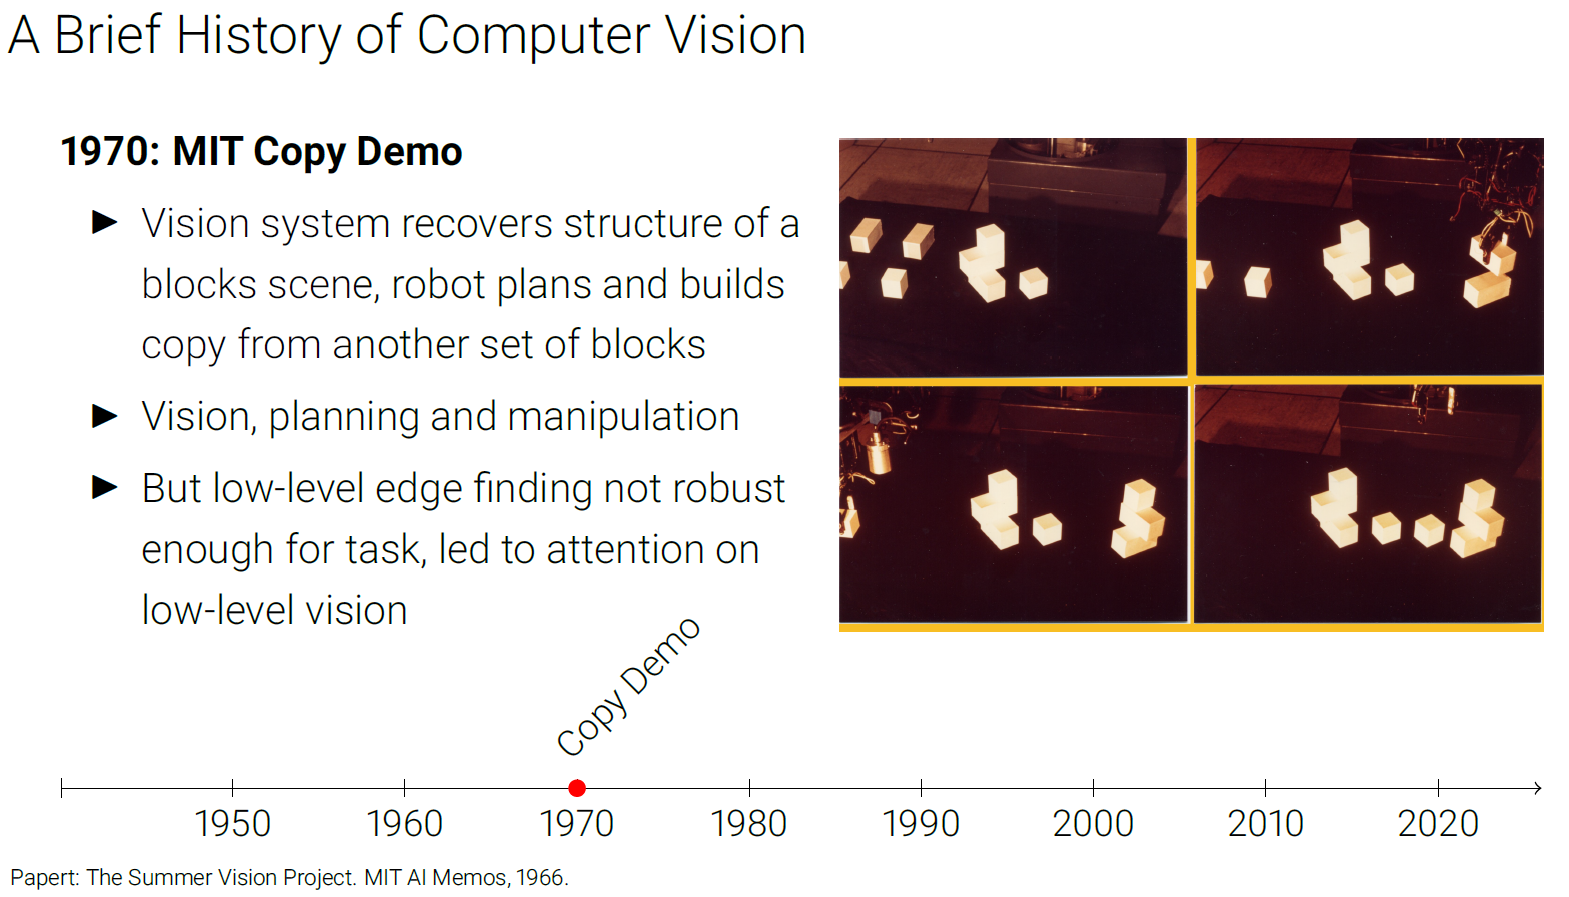 A Brief History of Computer Vision
1970: MIT Copy Demo
► Vision system recovers structure of a
blocks scene, robot plans and builds
copy from another set of blocks
► Vision, planning and manipulation
► But low-level edge finding not robust
enough for task, led to attention on
low-level vision
Copy Demo
1950 1960 1970 1980 1990 2000 2010 2020
Papert: The Summer Vision Project. MIT AI Memos, 1966.